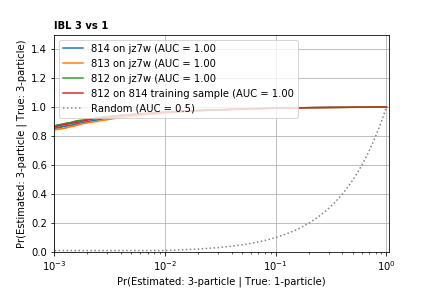 IBL 3 vs 1
1.4
1.2
1.0
0.8
0.6
0.4
0.2
0.0
Pr(Estimated: 3-particle | True: 3-particle)
814 on jz7w (AUC = 1.00
813 on jz7w (AUC = 1.00
812 on jz7w (AUC = 1.00
812 on 814 training sample (AUC = 1.00
Random (AUC = 0.5)
10⁻³ 10⁻² 10⁻¹ 10⁰
Pr(Estimated: 3-particle | True: 1-particle)